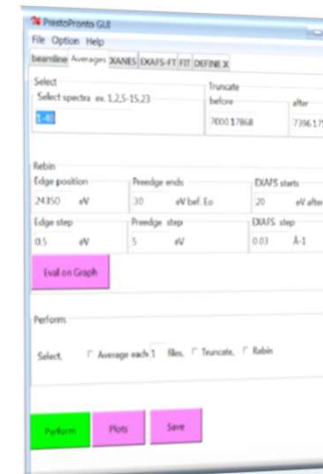 PrestoPronto GUI
File Option Help
beamline Averages XANES EXAFS-FT FIT DEFINE X
Select
Select spectra ex. 1,2,5-15,23
1-40
Truncate
before after
7000.17868
Rebin
Edge position Preedge ends EXAFS starts
24350 eV 30 eV bef. Eo 20 eV after
Edge step Preedge step EXAFS step
0.5 eV 5 eV 0.03 Å-1
Eval on Graph
Perform
Select. Average each 1 files, Truncate, Rebin
Perform Plots Save